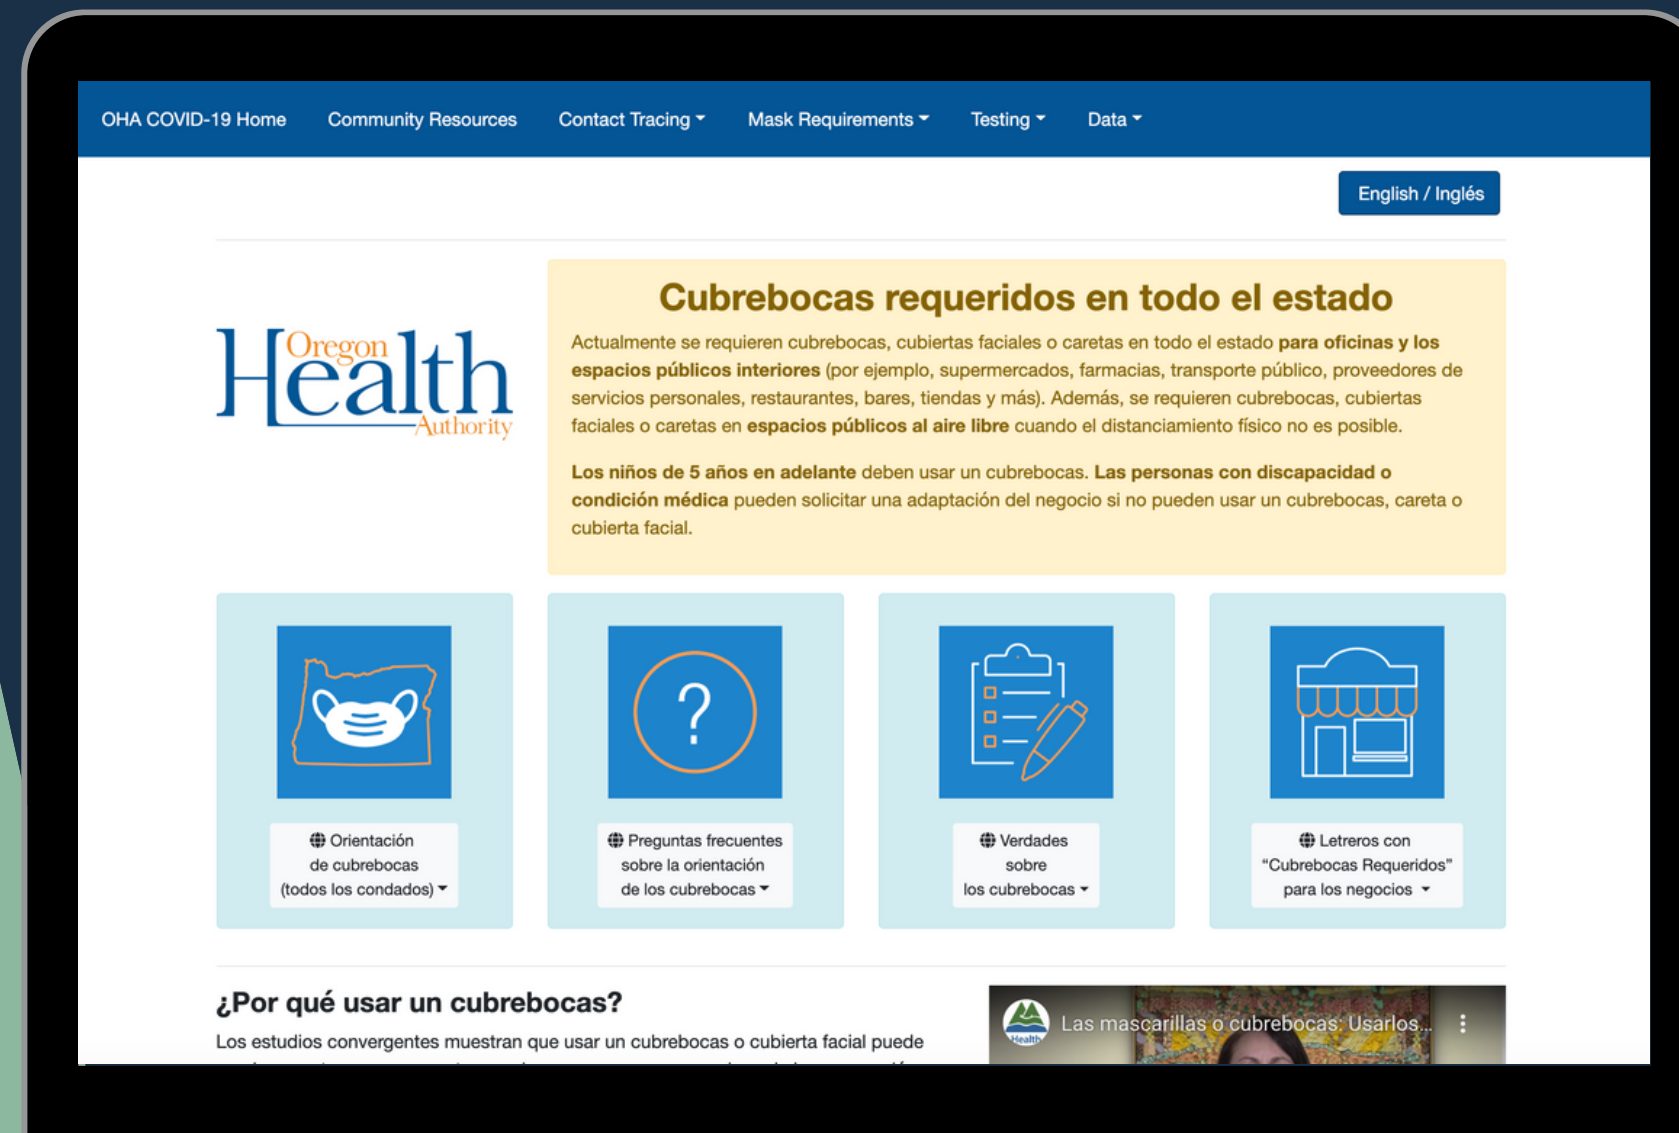 OHA COVID-19 Home Community Resources Contact Tracing Mask Requirements Testing Data
English / Inglés
Oregon
Health
Authority
Cubrebocas requeridos en todo el estado
Actualmente se requieren cubrebocas, cubiertas faciales o caretas en todo el estado para oficinas y los
espacios públicos interiores (por ejemplo, supermercados, farmacias, transporte público, proveedores de
servicios personales, restaurantes, bares, tiendas y más). Además, se requieren cubrebocas, cubiertas
faciales o caretas en espacios públicos al aire libre cuando el distanciamiento físico no es posible.
Los niños de 5 años en adelante deben usar un cubrebocas. Las personas con discapacidad o
condición médica pueden solicitar una adaptación del negocio si no pueden usar un cubrebocas, careta o
cubierta facial.
?
Orientación
de cubrebocas
(todos los condados)
Preguntas frecuentes
sobre la orientación
de los cubrebocas
Verdades
sobre
los cubrebocas
Letreros con
“Cubrebocas Requeridos”
para los negocios
¿Por qué usar un cubrebocas?
Los estudios convergentes muestran que usar un cubrebocas o cubierta facial puede
Health
Las mascarillas o cubrebocas: Usarlos...